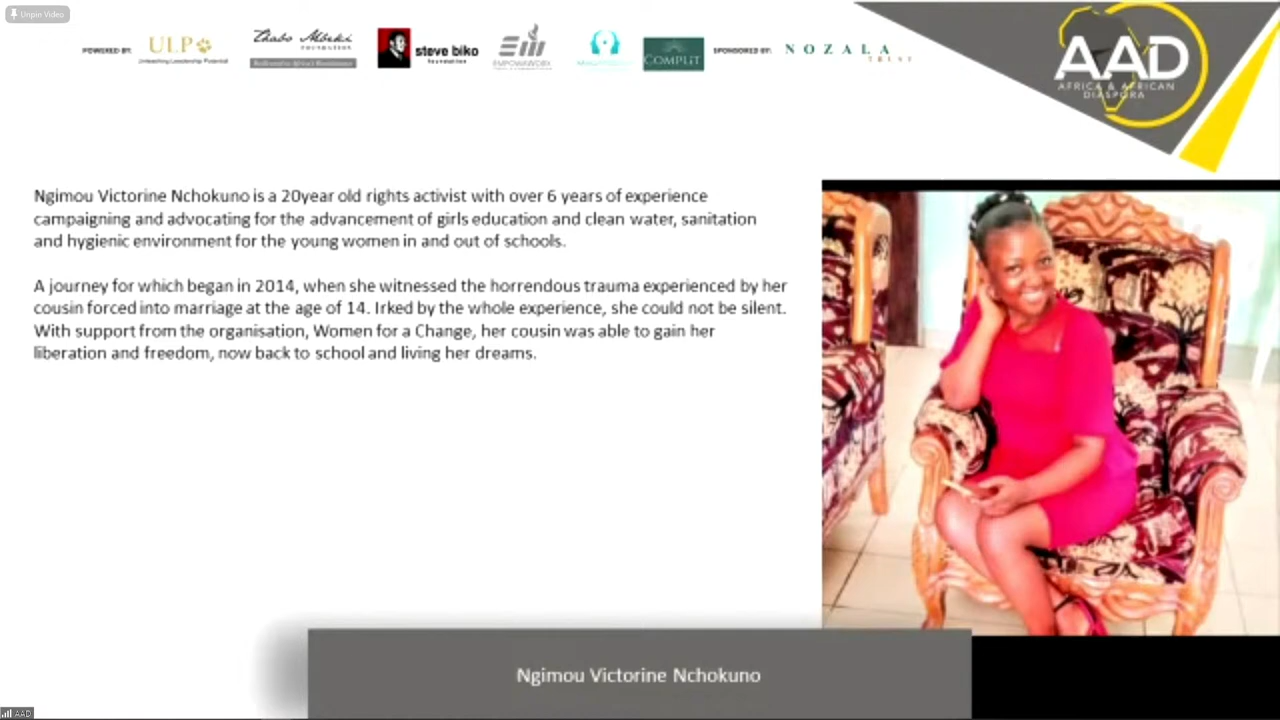 Unpin Video
POWERED BY:
ULP
Unleashing Leadership Potential
Thabo Mbeki
FOUNDATION
steve biko
foundation
EMPOWAWORX
COMPLiT
SPONSORED BY:
NOZALA
TRUST
AAD
AFRICA & AFRICAN
DIASPORA
Ngimou Victorine Nchokuno is a 20year old rights activist with over 6 years of experience
campaigning and advocating for the advancement of girls education and clean water, sanitation
and hygienic environment for the young women in and out of schools.
A journey for which began in 2014, when she witnessed the horrendous trauma experienced by her
cousin forced into marriage at the age of 14. Irked by the whole experience, she could not be silent.
With support from the organisation, Women for a Change, her cousin was able to gain her
liberation and freedom, now back to school and living her dreams.
Ngimou Victorine Nchokuno
AAD